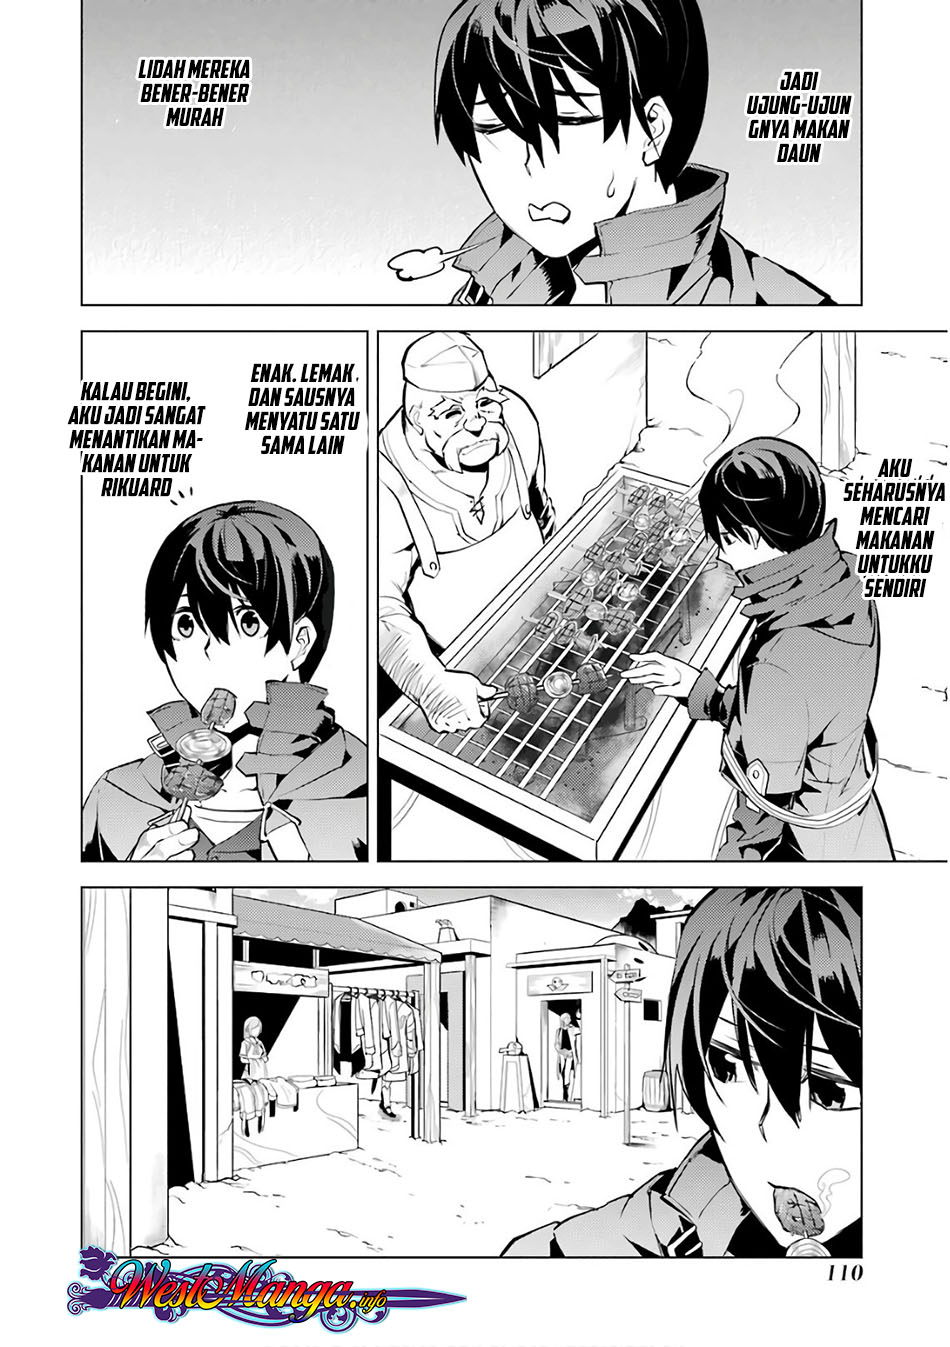 JADI
UJUNG-UJUN
GNYA MAKAN
DAUN
LIDAH MEREKA
BENER-BENER
MURAH
AKU
SEHARUSNYA
MENCARI
MAKANAN
UNTUKKU
SENDIRI
ENAK. LEMAK
DAN SAUSNYA
MENYATU SATU
SAMA LAIN
KALAU BEGINI,
AKU JADI SANGAT
MENANTIKAN MA-
KANAN UNTUK
RIKUARD
110
WestManga.info